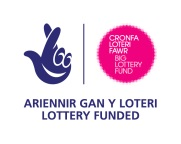 CRONFA
LOTERI
FAWR
BIG
LOTTERY
FUND
ARIENNIR GAN Y LOTERI
LOTTERY FUNDED